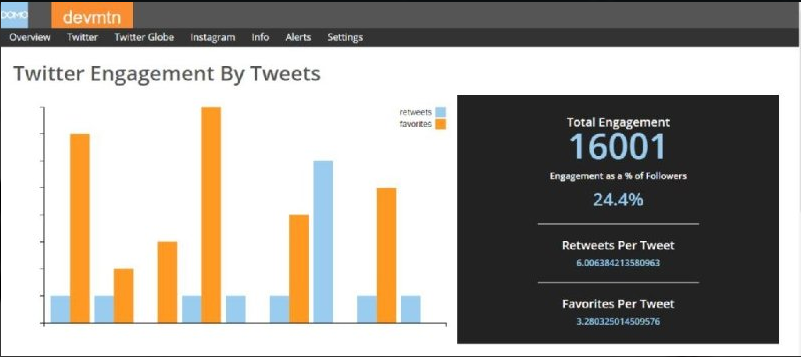 DOMO devmtn
Overview Twitter Twitter Globe Instagram Info Alerts Settings
Twitter Engagement By Tweets
retweets
favorites
Total Engagement
16001
Engagement as a % of Followers
24.4%
Retweets Per Tweet
6.006384213580963
Favorites Per Tweet
3.280325014509576